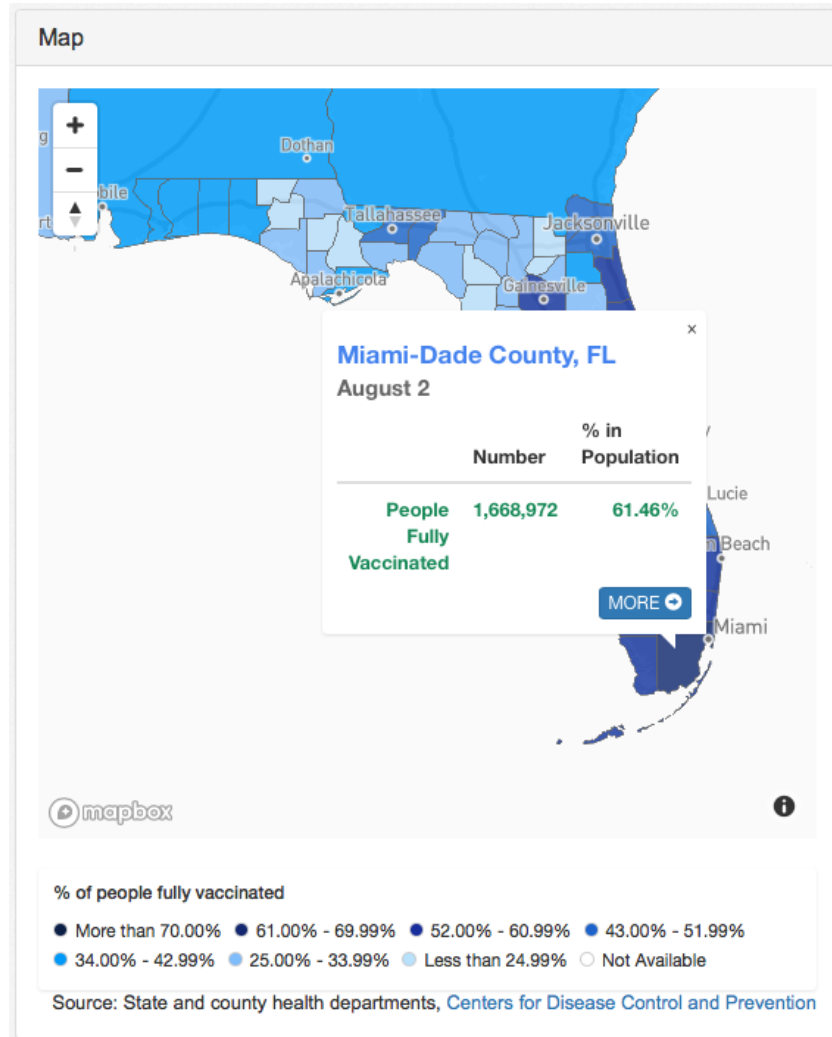 Map
+
−
g
Dothan
bile
rt
Tallahassee
Jacksonville
Apalachicola
Gainesville
×
Miami-Dade County, FL
August 2
% in
Number Population
y
Lucie
People 1,668,972 61.46%
Fully
Vaccinated
n Beach
MORE
Miami
mapbox
% of people fully vaccinated
More than 70.00% 61.00% - 69.99% 52.00% - 60.99% 43.00% - 51.99%
34.00% - 42.99% 25.00% - 33.99% Less than 24.99% Not Available
Source: State and county health departments, Centers for Disease Control and Prevention